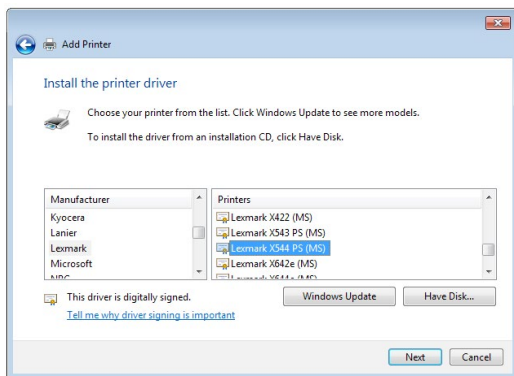 Add Printer
Install the printer driver
Choose your printer from the list. Click Windows Update to see more models.
To install the driver from an installation CD, click Have Disk.
Manufacturer
Kyocera
Lanier
Lexmark
Microsoft
Printers
Lexmark X422 (MS)
Lexmark X543 PS (MS)
Lexmark X544 PS (MS)
Lexmark X642e (MS)
This driver is digitally signed.
Tell me why driver signing is important
Windows Update
Have Disk...
Next
Cancel